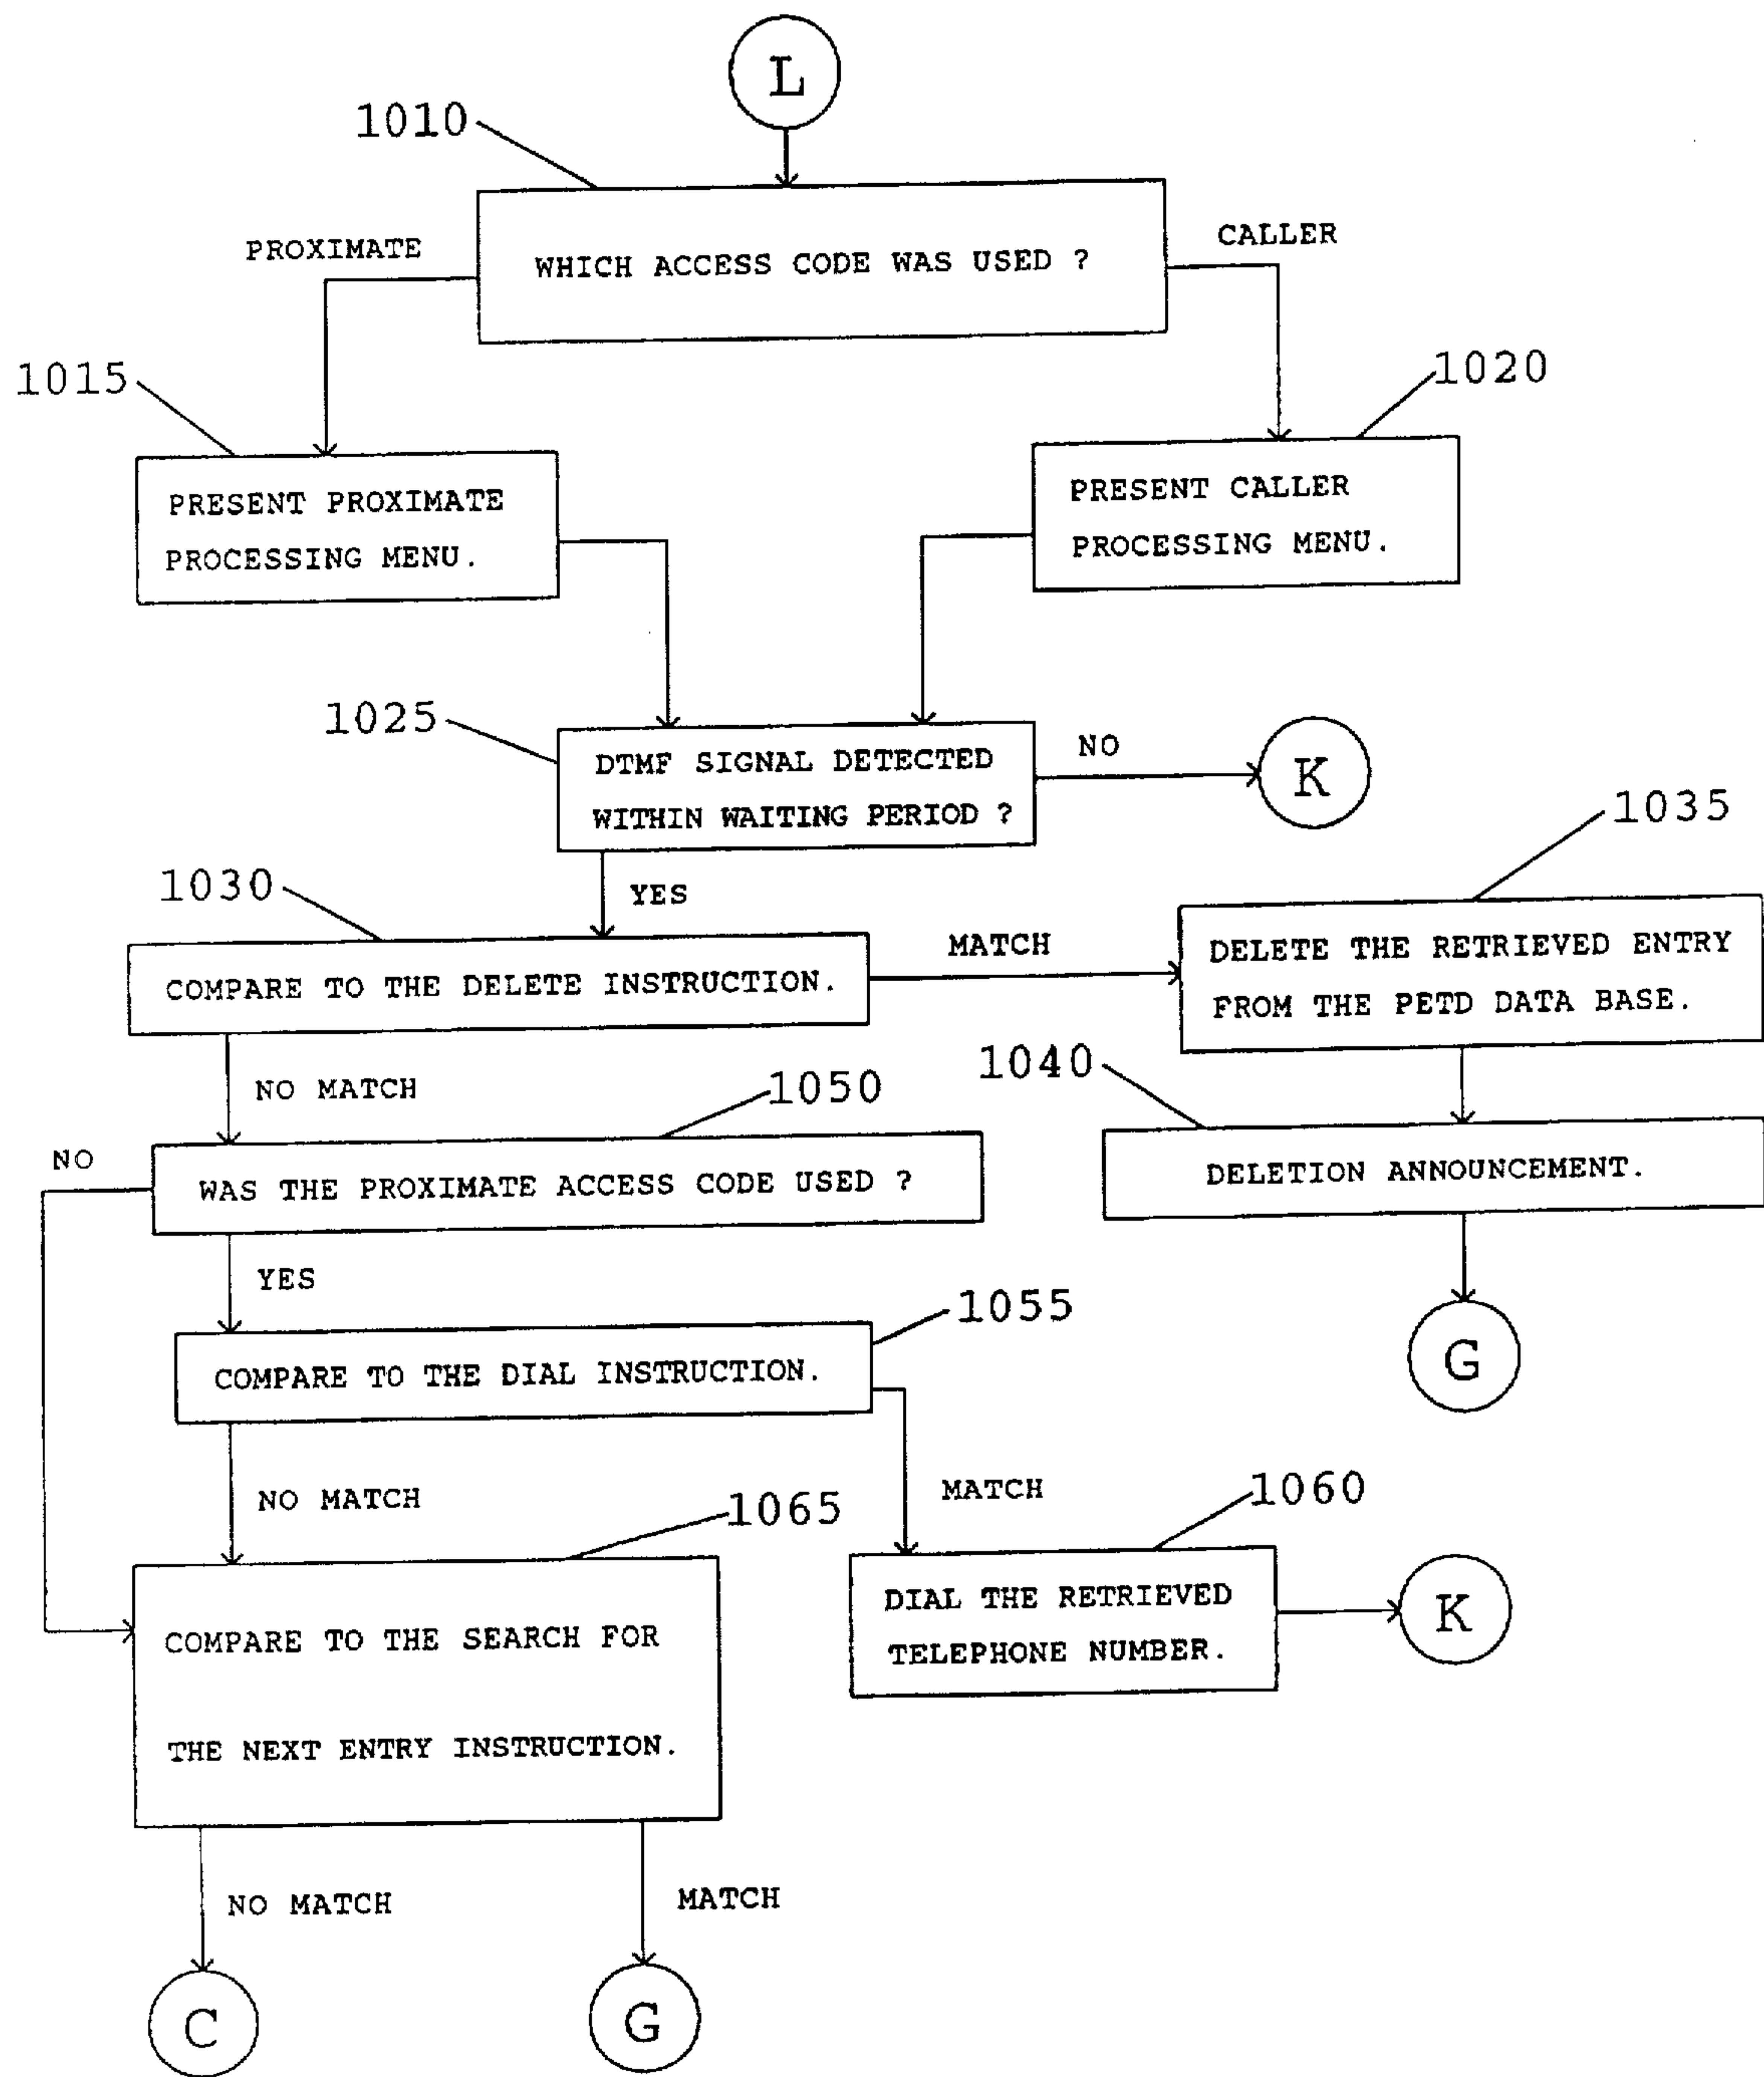 L
1010
PROXIMATE
CALLER
WHICH ACCESS CODE WAS USED ?
1015
1020
PRESENT PROXIMATE
PROCESSING MENU.
PRESENT CALLER
PROCESSING MENU.
1025
DTMF SIGNAL DETECTED
WITHIN WAITING PERIOD ?
NO
K
1035
1030
YES
COMPARE TO THE DELETE INSTRUCTION.
MATCH
DELETE THE RETRIEVED ENTRY
FROM THE PETD DATA BASE.
NO MATCH
1050
1040
NO
WAS THE PROXIMATE ACCESS CODE USED ?
DELETION ANNOUNCEMENT.
YES
1055
G
COMPARE TO THE DIAL INSTRUCTION.
NO MATCH
MATCH
1065
1060
DIAL THE RETRIEVED
TELEPHONE NUMBER.
K
COMPARE TO THE SEARCH FOR
THE NEXT ENTRY INSTRUCTION.
NO MATCH
MATCH
C
G